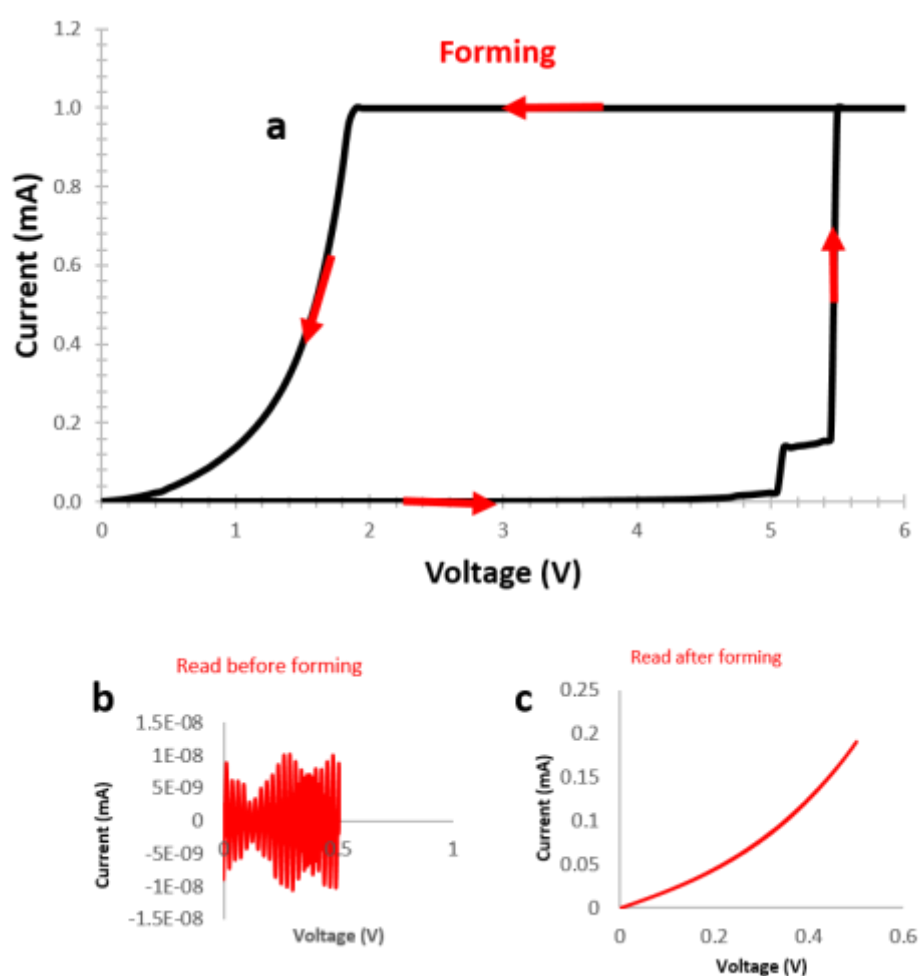 Forming
a
Current (mA)
1.2
1.0
0.8
0.6
0.4
0.2
0.0
0 1 2 3 4 5 6
Voltage (V)
Read before forming
b
Current (mA)
1.5E-08
1E-08
5E-09
0
-5E-09
-1E-08
-1.5E-08
0 0.5 1
Voltage (V)
Read after forming
c
Current (mA)
0.25
0.2
0.15
0.1
0.05
0
0 0.2 0.4 0.6
Voltage (V)